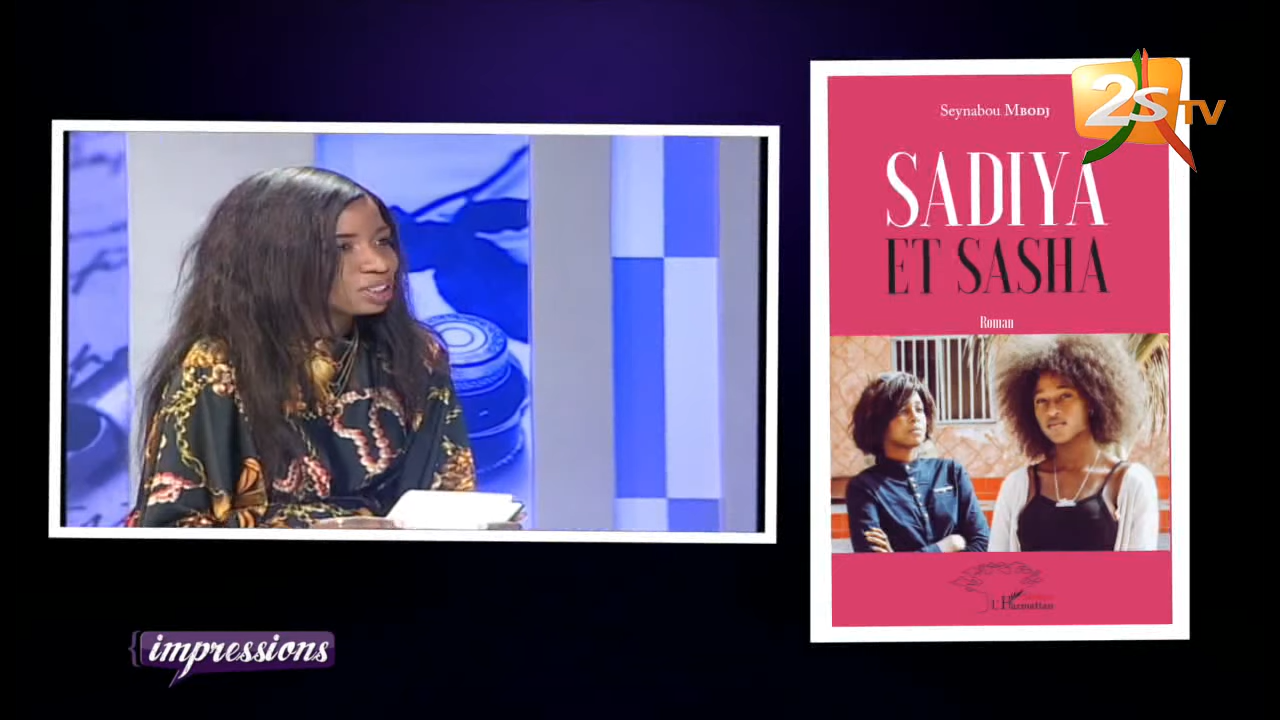 Seynabou MBODJ
SADIYA
ET SASHA
Roman
L'Harmattan
2sTV
impressions